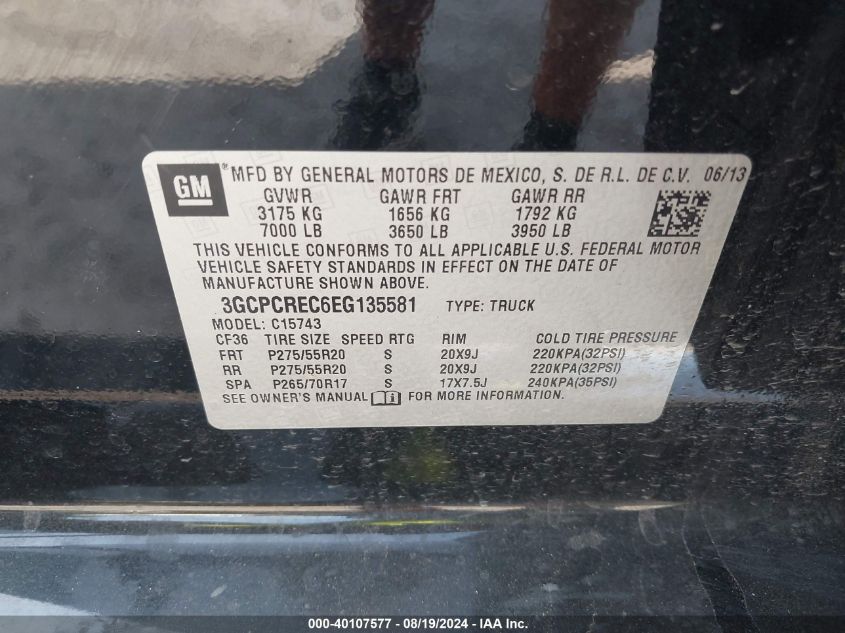 GM ® MFD BY GENERAL MOTORS DE MEXICO, S. DE R.L. DE C.V. 06/13
GVWR GAWR FRT GAWR RR
3175 KG 1656 KG 1792 KG
7000 LB 3650 LB 3950 LB
THIS VEHICLE CONFORMS TO ALL APPLICABLE U.S. FEDERAL MOTOR
VEHICLE SAFETY STANDARDS IN EFFECT ON THE DATE OF
MANUFACTURE SHOWN ABOVE.
3GCPCREC6EG135581 TYPE: TRUCK
MODEL: C15743
CF36 TIRE SIZE SPEED RTG RIM COLD TIRE PRESSURE
FRT P275/55R20 S 20X9J 220KPA(32PSI)
RR P275/55R20 S 20X9J 220KPA(32PSI)
SPA P265/70R17 S 17X7.5J 240KPA(35PSI)
SEE OWNER'S MANUAL FOR MORE INFORMATION.
000-40107577 - 08/19/2024 - IAA Inc.